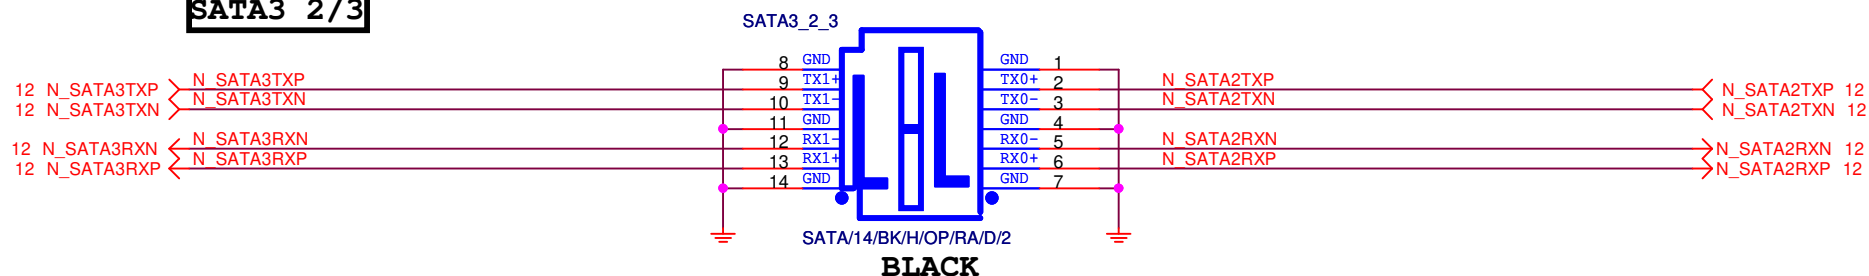 SATA3 2/3
SATA3_2_3
8 GND GND 1
12 N_SATA3TXP N_SATA3TXP 9 TX1+ TX0+ 2 N_SATA2TXP N_SATA2TXP 12
12 N_SATA3TXN N_SATA3TXN 10 TX1- TX0- 3 N_SATA2TXN N_SATA2TXN 12
11 GND GND 4
12 N_SATA3RXN N_SATA3RXN 12 RX1- RX0- 5 N_SATA2RXN N_SATA2RXN 12
12 N_SATA3RXP N_SATA3RXP 13 RX1+ RX0+ 6 N_SATA2RXP N_SATA2RXP 12
14 GND GND 7
SATA/14/BK/H/OP/RA/D/2
BLACK